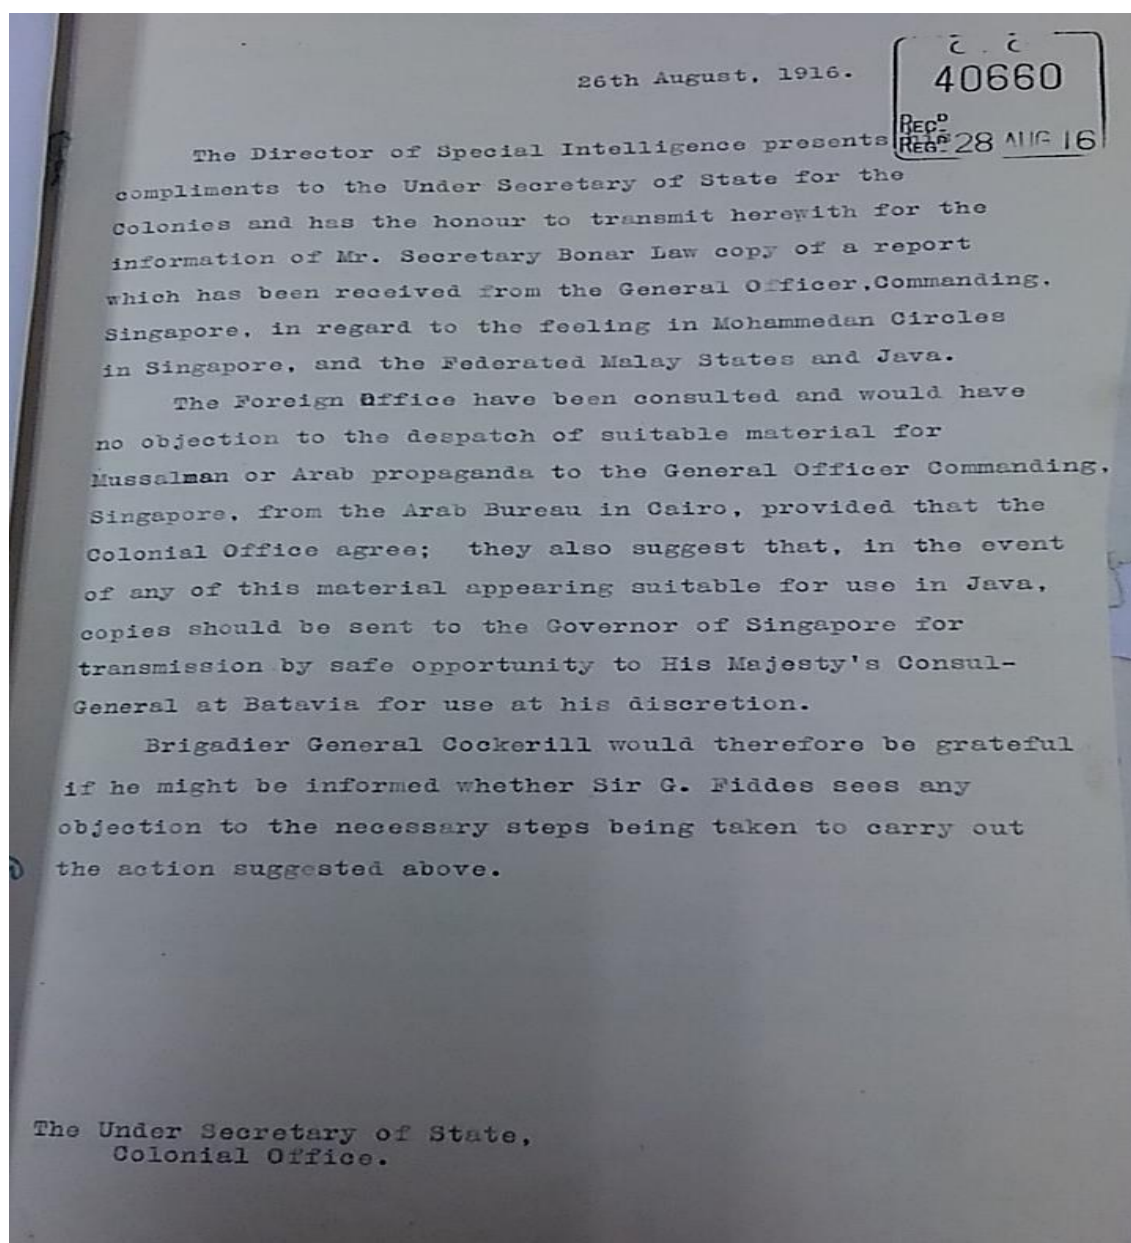 C. C.
40660
RECD
REGD 28 AUG 16
26th August, 1916.
The Director of Special Intelligence presents
compliments to the Under Secretary of State for the
Colonies and has the honour to transmit herewith for the
information of Mr. Secretary Bonar Law copy of a report
which has been received from the General Officer,Commanding,
Singapore, in regard to the feeling in Mohammedan Circles
in Singapore, and the Federated Malay States and Java.
The Foreign Office have been consulted and would have
no objection to the despatch of suitable material for
Mussalman or Arab propaganda to the General Officer Commanding,
Singapore, from the Arab Bureau in Cairo, provided that the
Colonial Office agree; they also suggest that, in the event
of any of this material appearing suitable for use in Java,
copies should be sent to the Governor of Singapore for
transmission by safe opportunity to His Majesty's Consul-
General at Batavia for use at his discretion.
Brigadier General Cockerill would therefore be grateful
if he might be informed whether Sir G. Fiddes sees any
objection to the necessary steps being taken to carry out
the action suggested above.
The Under Secretary of State,
Colonial Office.